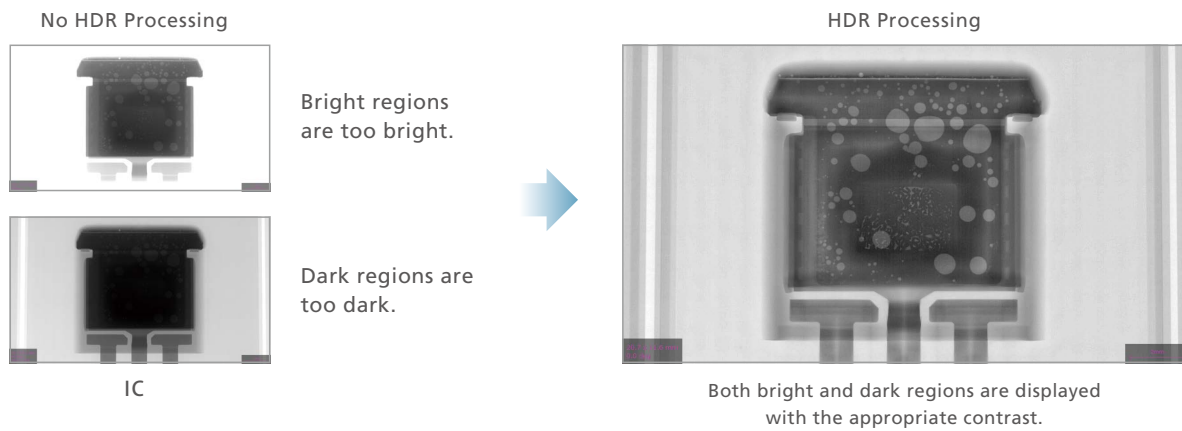 No HDR Processing
Bright regions
are too bright.
Dark regions are
too dark.
IC
HDR Processing
Both bright and dark regions are displayed
with the appropriate contrast.